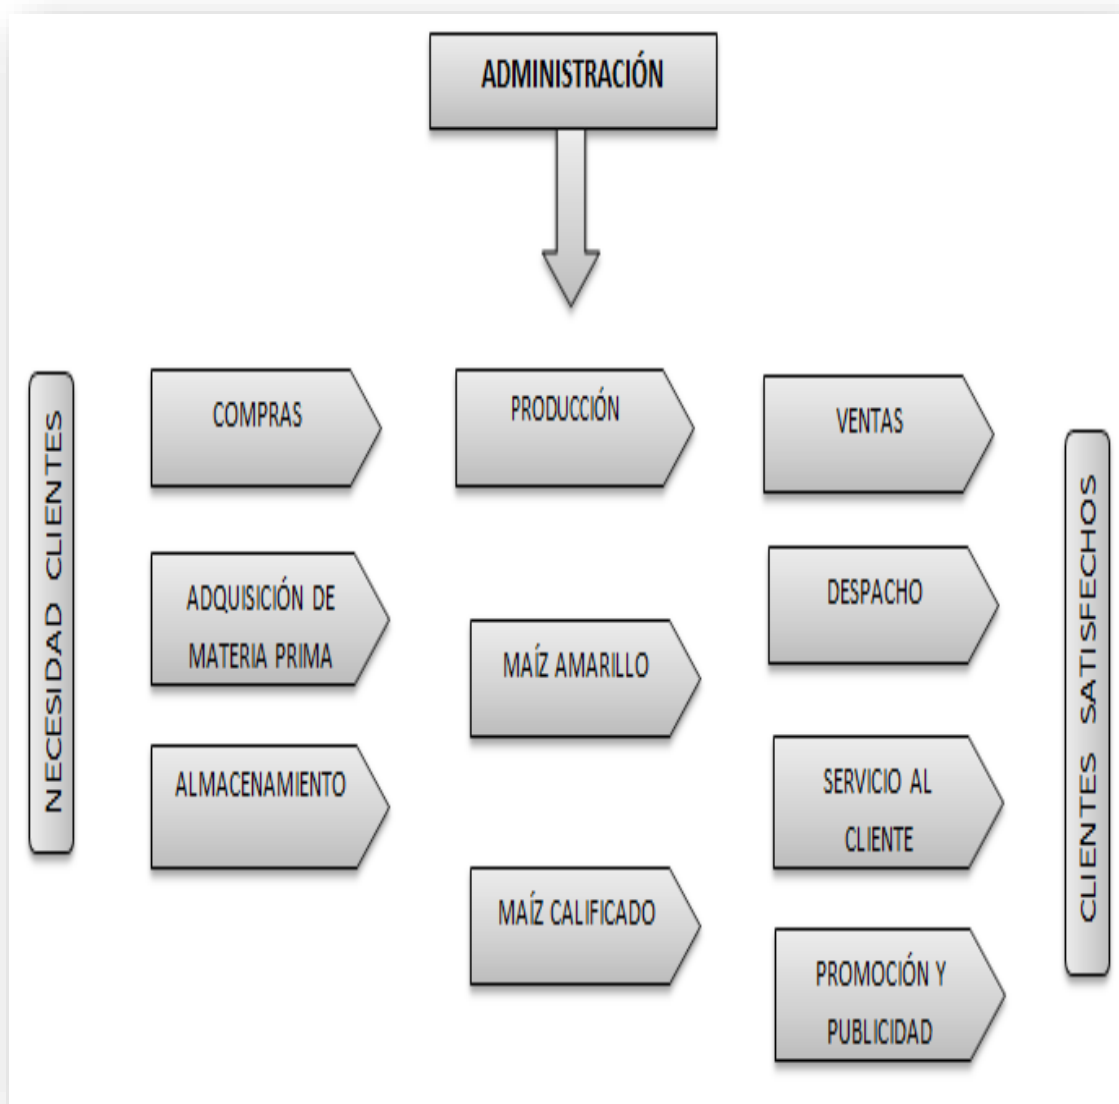 ADMINISTRACIÓN
NECESIDAD CLIENTES
COMPRAS
ADQUISICIÓN DE
MATERIA PRIMA
ALMACENAMIENTO
PRODUCCIÓN
MAÍZ AMARILLO
MAÍZ CALIFICADO
VENTAS
DESPACHO
SERVICIO AL
CLIENTE
PROMOCIÓN Y
PUBLICIDAD
CLIENTES SATISFECHOS